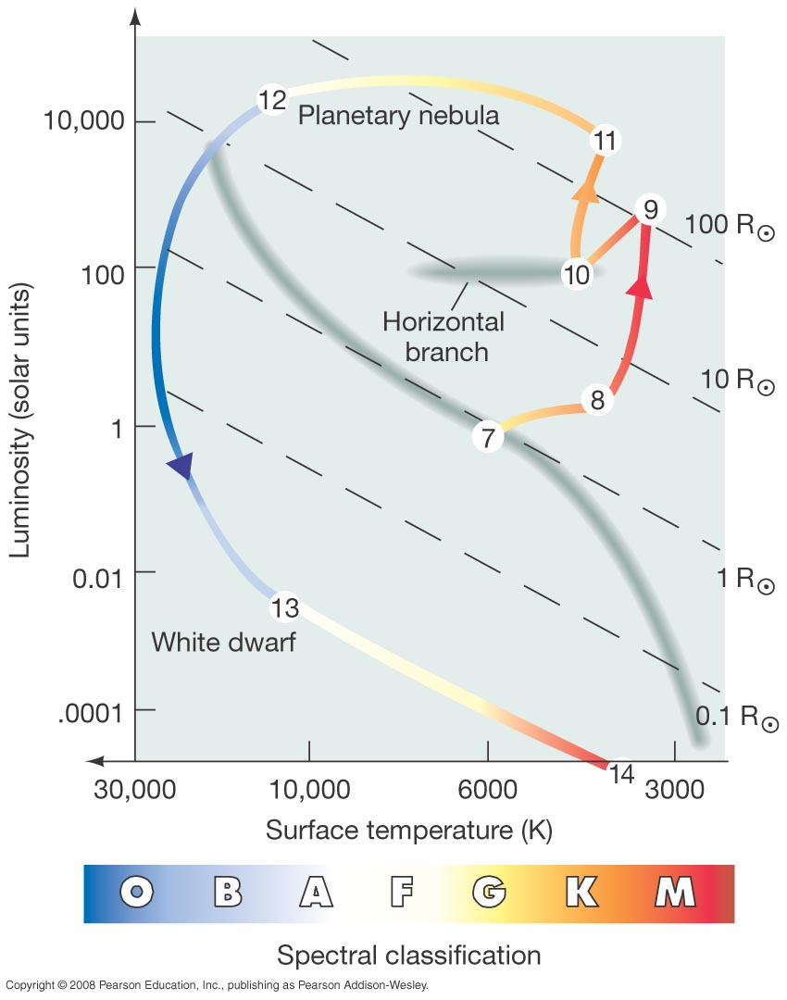 12
Planetary nebula
10,000
11
9
100 R☉
100
10
Horizontal
branch
10 R☉
8
1
7
Luminosity (solar units)
0.01
1 R☉
13
White dwarf
.0001
0.1 R☉
14
30,000
10,000
6000
3000
Surface temperature (K)
O B A F G K M
Spectral classification
Copyright © 2008 Pearson Education, Inc., publishing as Pearson Addison-Wesley.